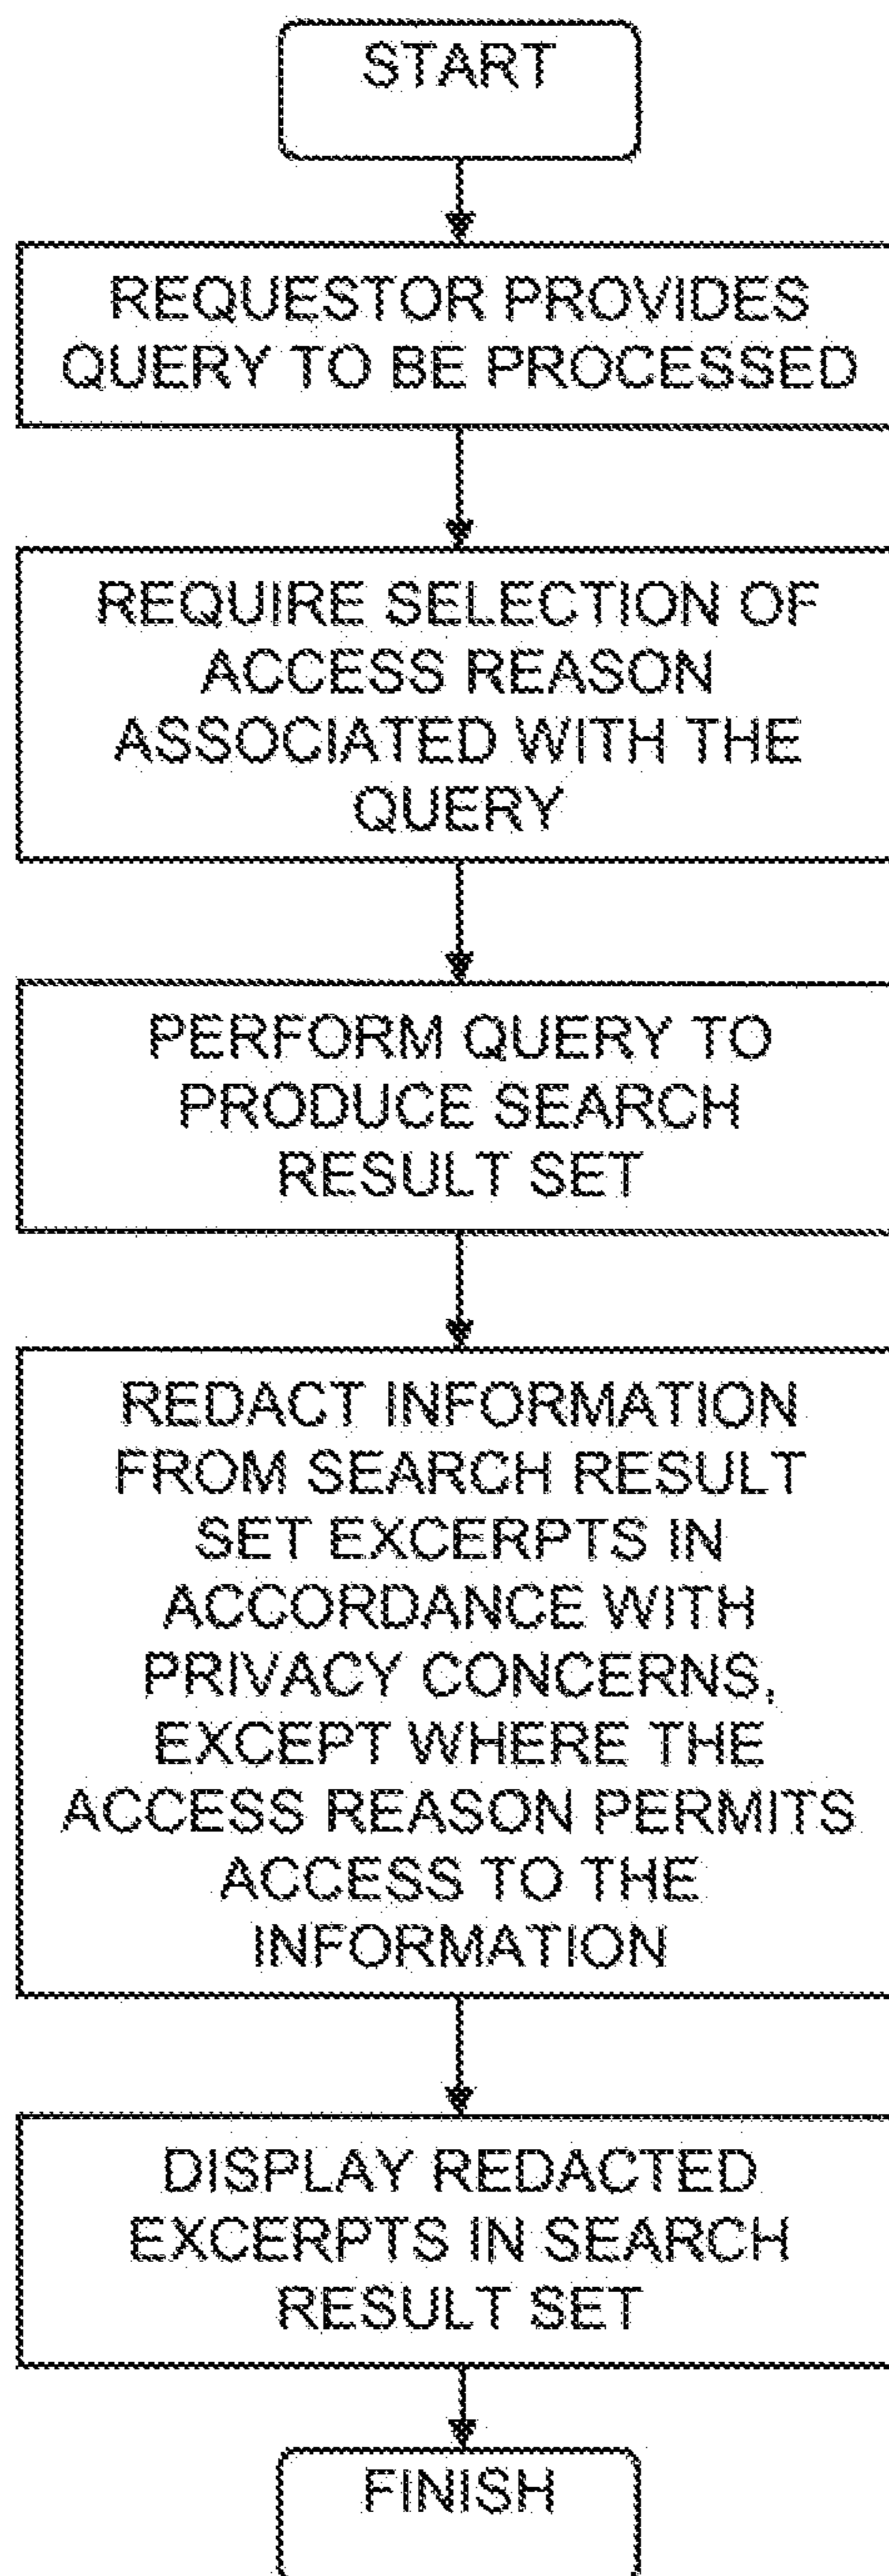 START
REQUESTOR PROVIDES
QUERY TO BE PROCESSED
REQUIRE SELECTION OF
ACCESS REASON
ASSOCIATED WITH THE
QUERY
PERFORM QUERY TO
PRODUCE SEARCH
RESULT SET
REDACT INFORMATION
FROM SEARCH RESULT
SET EXCERPTS IN
ACCORDANCE WITH
PRIVACY CONCERNS,
EXCEPT WHERE THE
ACCESS REASON PERMITS
ACCESS TO THE
INFORMATION
DISPLAY REDACTED
EXCERPTS IN SEARCH
RESULT SET
FINISH